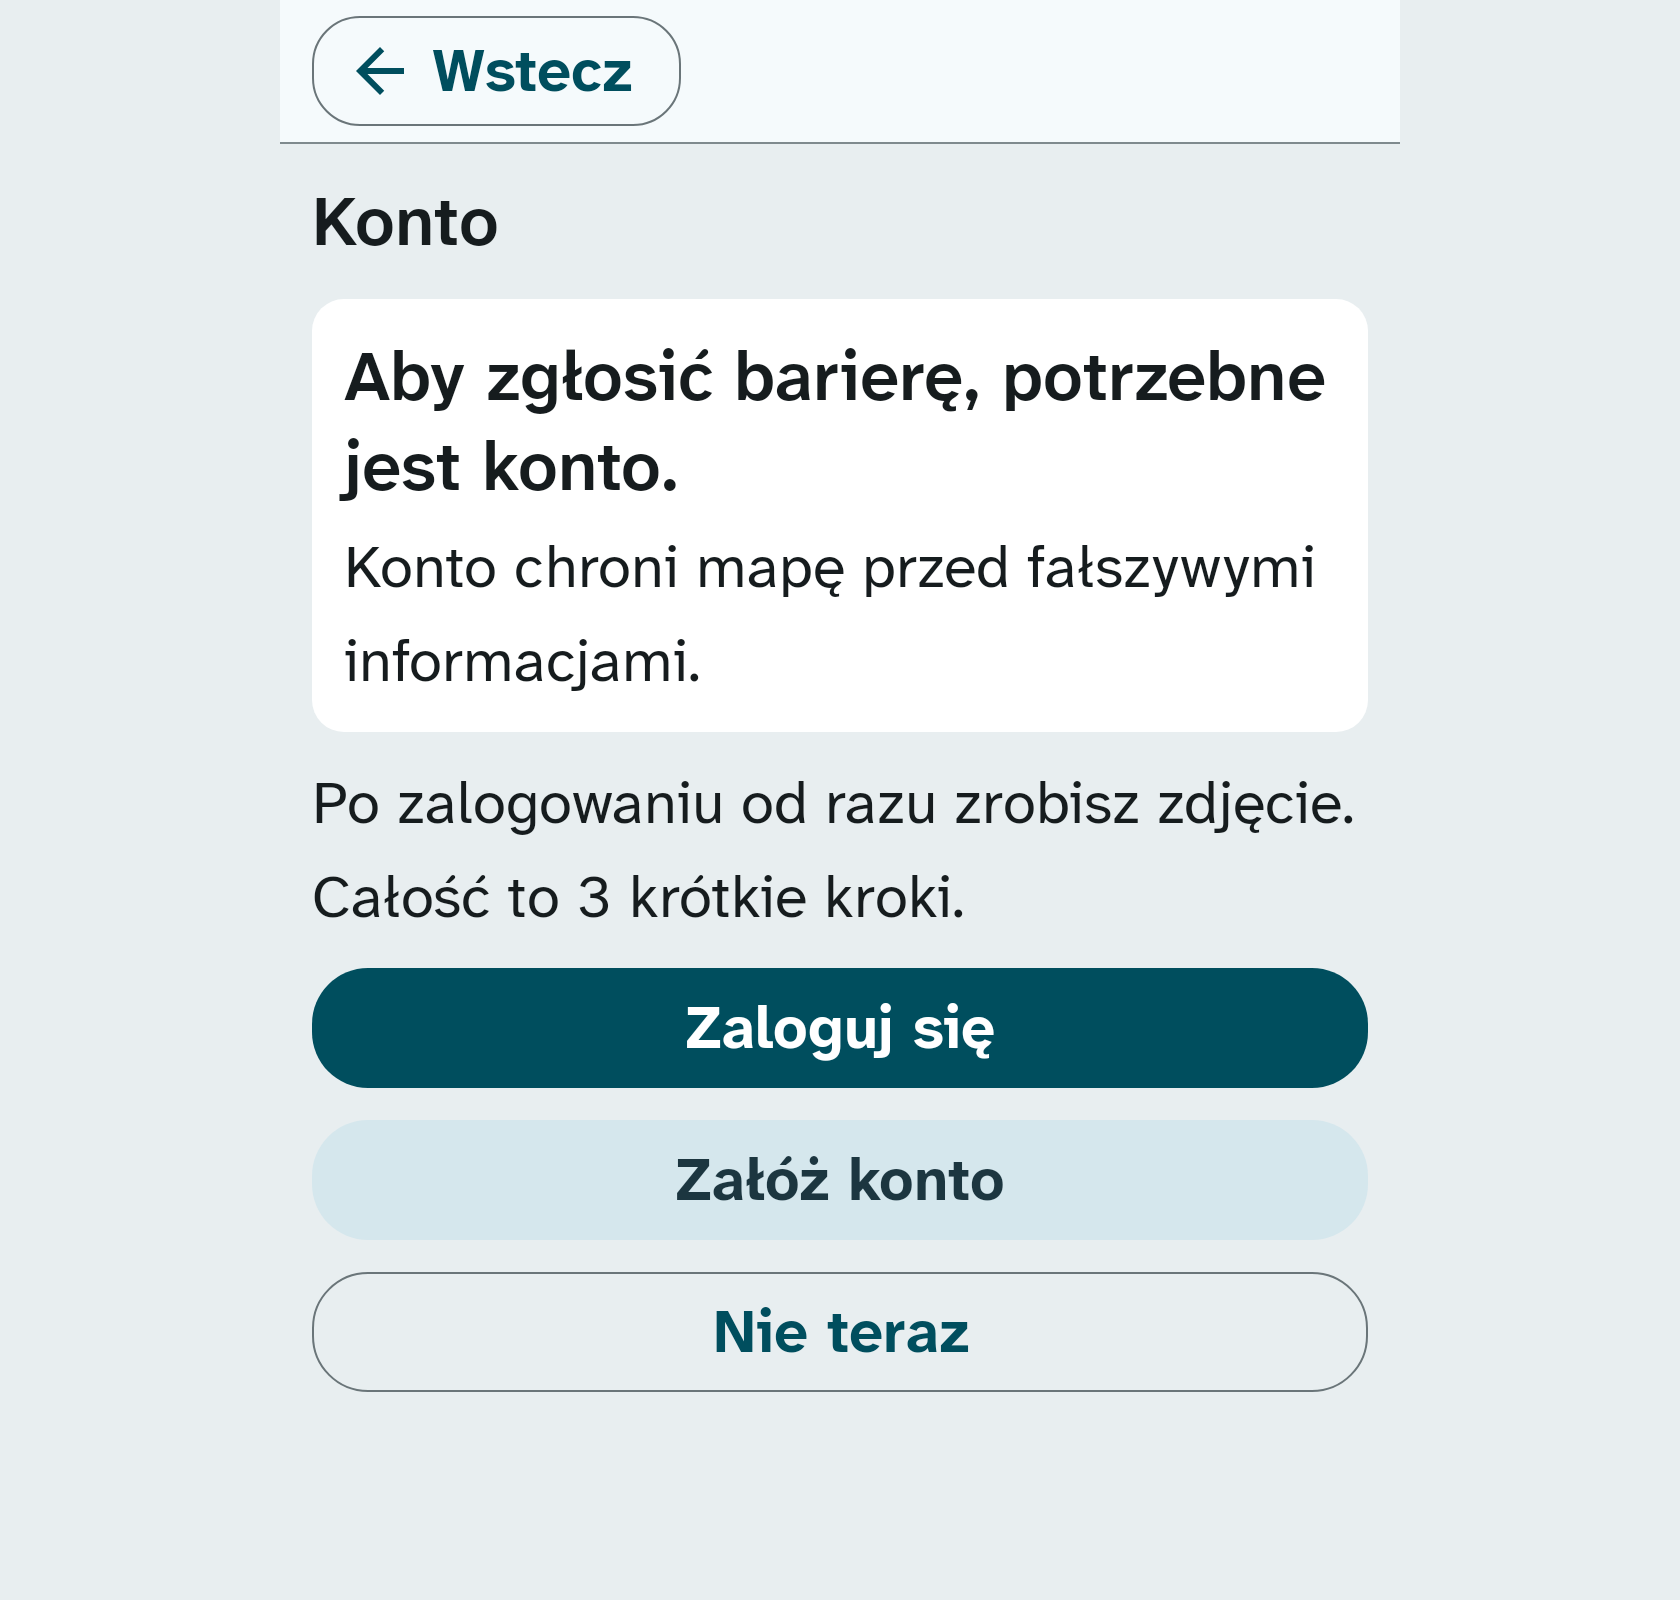 Wstecz
Konto
Aby zgłosić barierę, potrzebne
jest konto.
Konto chroni mapę przed fałszywymi
informacjami.
Po zalogowaniu od razu zrobisz zdjęcie.
Całość to 3 krótkie kroki.
Zaloguj się
Załóż konto
Nie teraz